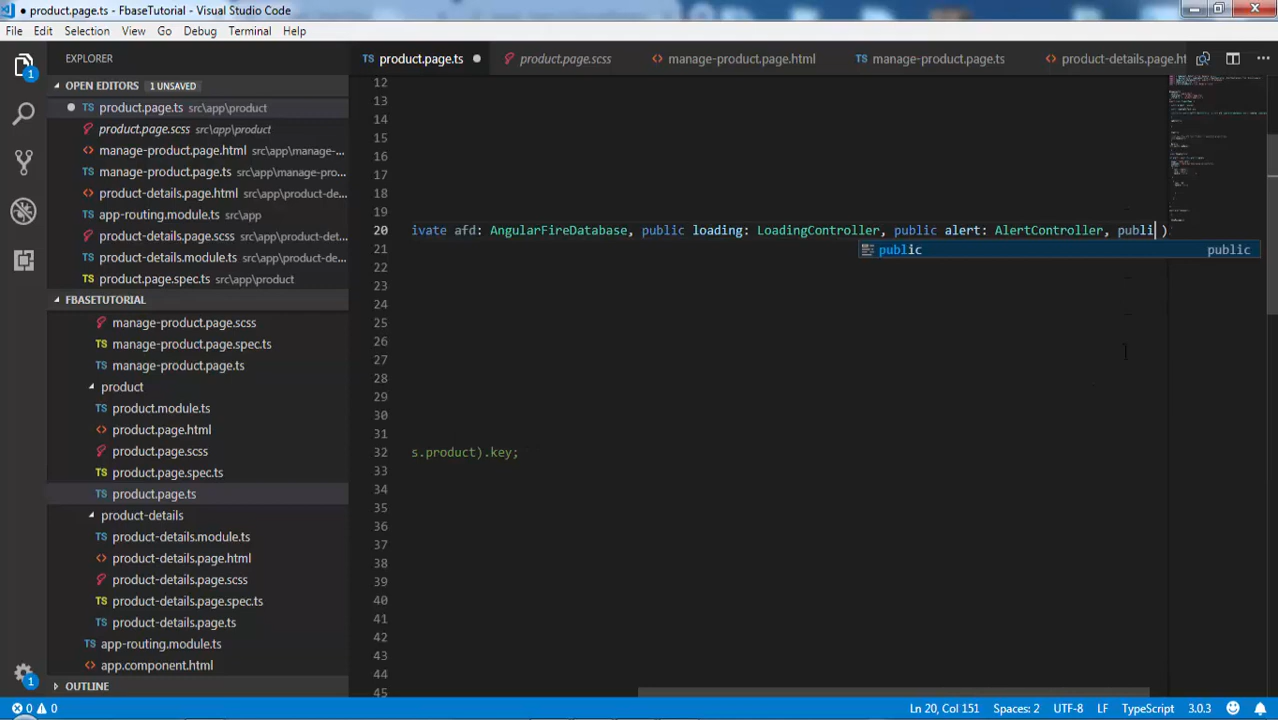 ● product.page.ts - FbaseTutorial - Visual Studio Code
File Edit Selection View Go Debug Terminal Help
EXPLORER
OPEN EDITORS 1 UNSAVED
product.page.ts src\app\product
product.page.scss src\app\product
manage-product.page.html src\app\manage-...
manage-product.page.ts src\app\manage-pro...
product-details.page.html src\app\product-de...
app-routing.module.ts src\app
product-details.page.scss src\app\product-det...
product-details.page.ts src\app\product-detai...
product.page.spec.ts src\app\product
FBASETUTORIAL
manage-product.page.scss
manage-product.page.spec.ts
manage-product.page.ts
product
product.module.ts
product.page.html
product.page.scss
product.page.spec.ts
product.page.ts
product-details
product-details.module.ts
product-details.page.html
product-details.page.scss
product-details.page.spec.ts
product-details.page.ts
app-routing.module.ts
app.component.html
OUTLINE
TS product.page.ts product.page.scss manage-product.page.html TS manage-product.page.ts product-details.page.ht
12
13
14
15
16
17
18
19
20 ivate afd: AngularFireDatabase, public loading: LoadingController, public alert: AlertController, publi )
public public
21
22
23
24
25
26
27
28
29
30
31
32 s.product).key;
33
34
35
36
37
38
39
40
41
42
43
44
45
0 0 Ln 20, Col 151 Spaces: 2 UTF-8 LF TypeScript 3.0.3